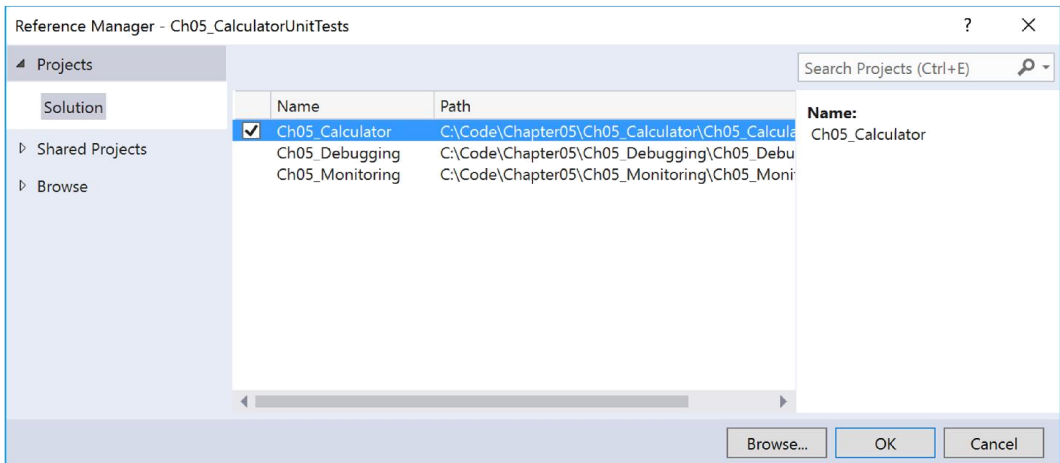 Reference Manager - Ch05_CalculatorUnitTests ?
Projects
Search Projects (Ctrl+E)
Solution
Name Path
Name:
Ch05_Calculator C:\Code\Chapter05\Ch05_Calculator\Ch05_Calcula
Ch05_Calculator
Ch05_Debugging C:\Code\Chapter05\Ch05_Debugging\Ch05_Debu
Shared Projects
Ch05_Monitoring C:\Code\Chapter05\Ch05_Monitoring\Ch05_Moni
Browse
Browse... OK Cancel